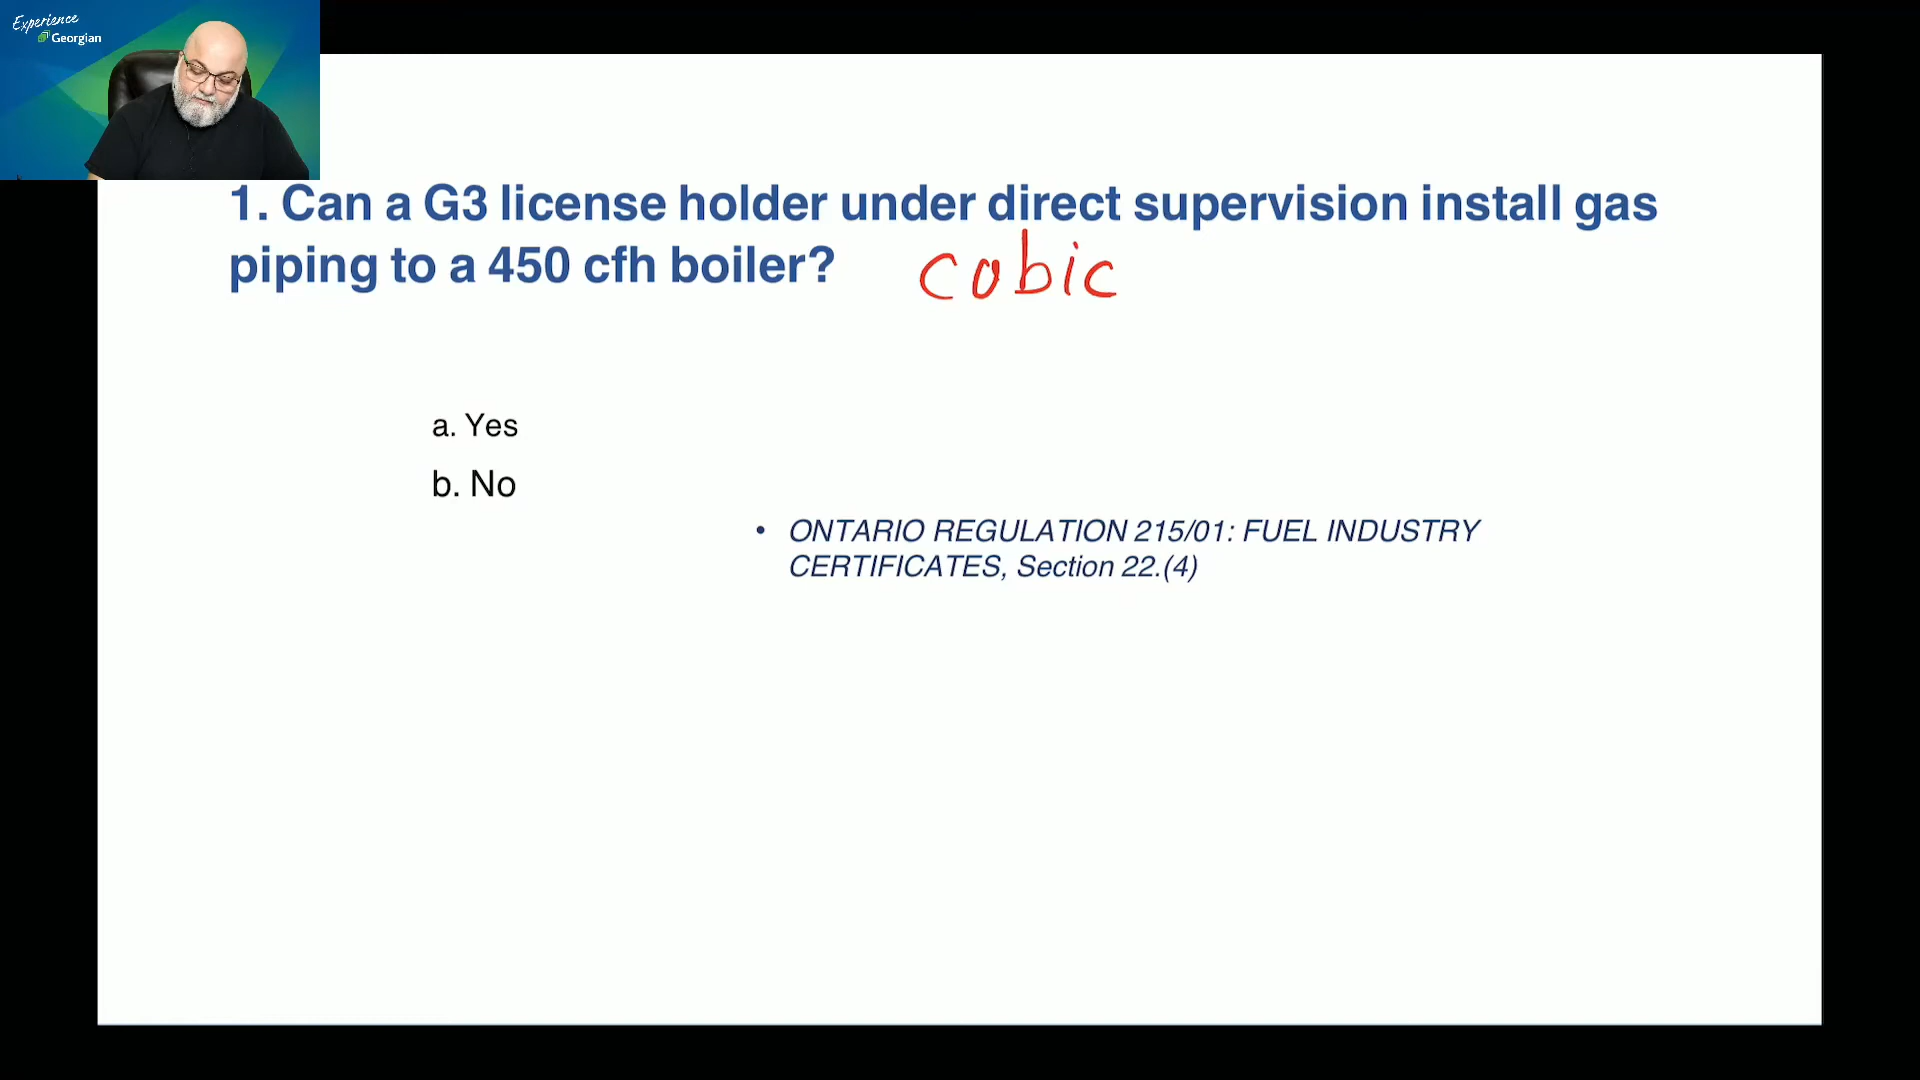 Experience
Georgian
1. Can a G3 license holder under direct supervision install gas
piping to a 450 cfh boiler?
cobic
a. Yes
b. No
• ONTARIO REGULATION 215/01: FUEL INDUSTRY
CERTIFICATES, Section 22.(4)